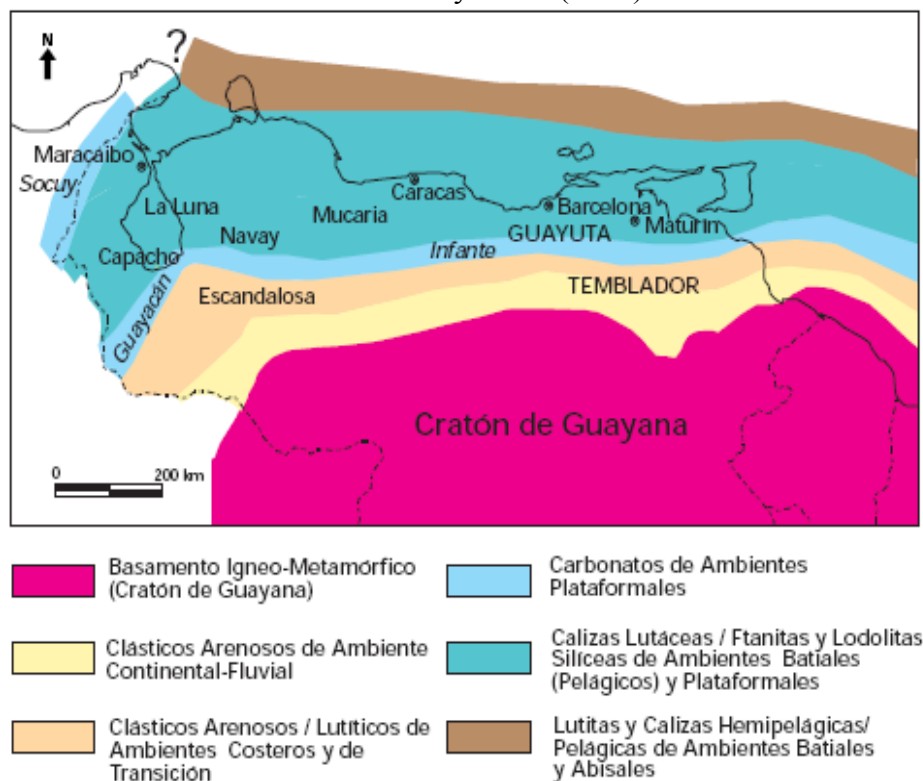 N
?
Maracaibo
Socuy
La Luna
Caracas
Mucaria
Barcelona
Navay
Infante
GUAYUTA
Maturín
Capacho
Guayacán
Escandalosa
TEMBLADOR
Cratón de Guayana
0 200 km
Basamento Igneo-Metamórfico
(Cratón de Guayana)
Clásticos Arenosos de Ambiente
Continental-Fluvial
Clásticos Arenosos / Lutíticos de
Ambientes Costeros y de
Transición
Carbonatos de Ambientes
Plataformales
Calizas Lutáceas / Ftanitas y Lodolitas
Silíceas de Ambientes Batiales
(Pelágicos) y Plataformales
Lutitas y Calizas Hemipelágicas/
Pelágicas de Ambientes Batiales
y Abisales